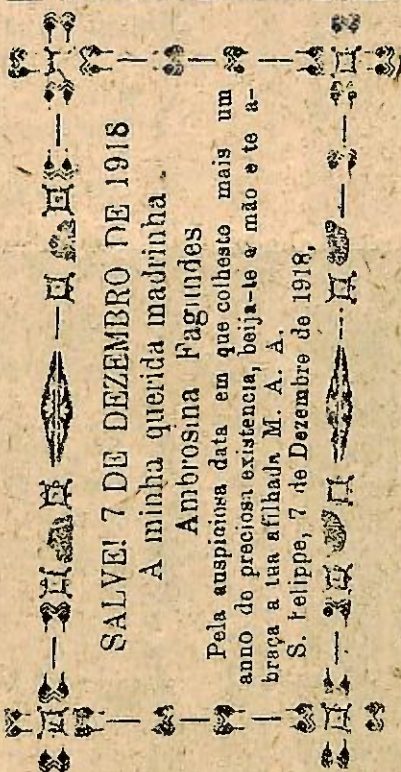 SALVE! 7 DE DEZEMBRO DE 1918
A minha querida madrinha
Ambrosina Fagundes
Pela auspiciosa data em que colheste mais um
anno de preciosa existencia, beija-te a mão e te a-
braça a tua afilhada M. A. A.
S. Felippe, 7 de Dezembre de 1918,